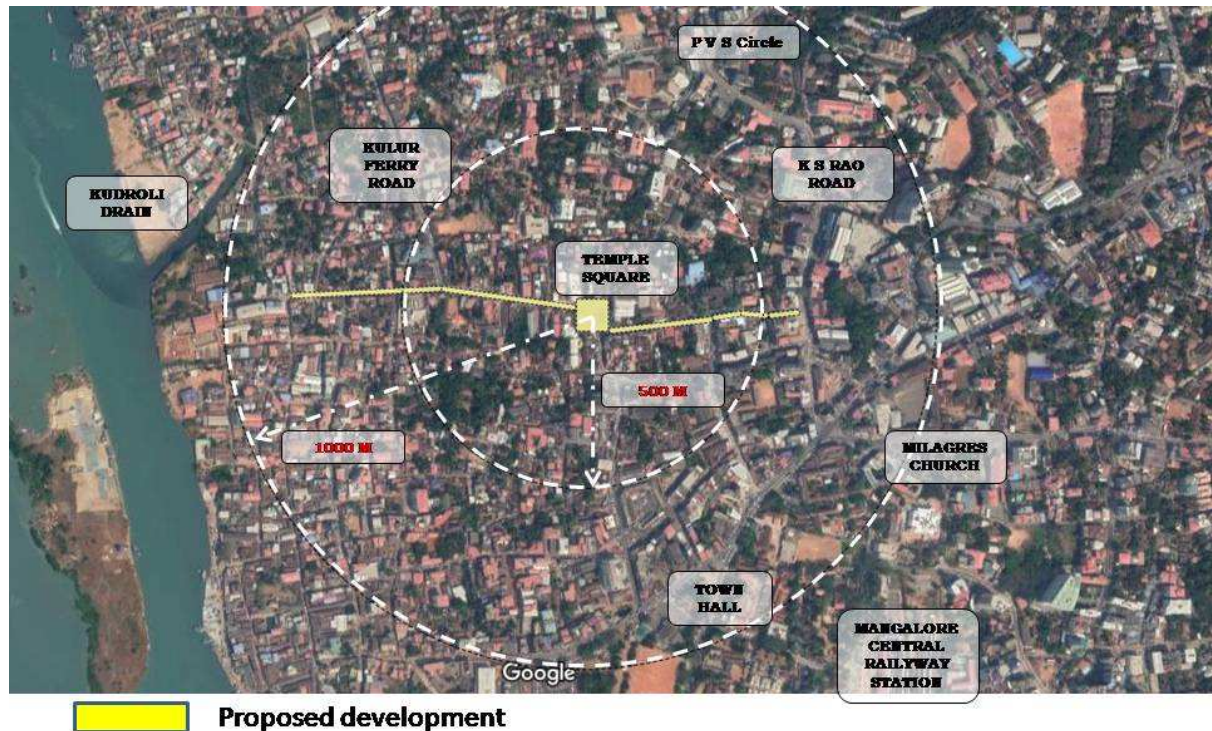 P V S Circle
KULUR
FERRY
ROAD
K S RAO
ROAD
KUDROLI
DRAIN
TEMPLE
SQUARE
500 M
1000 M
MILAGRES
CHURCH
TOWN
HALL
MANGALORE
CENTRAL
RAILYWAY
STATION
Google
Proposed development